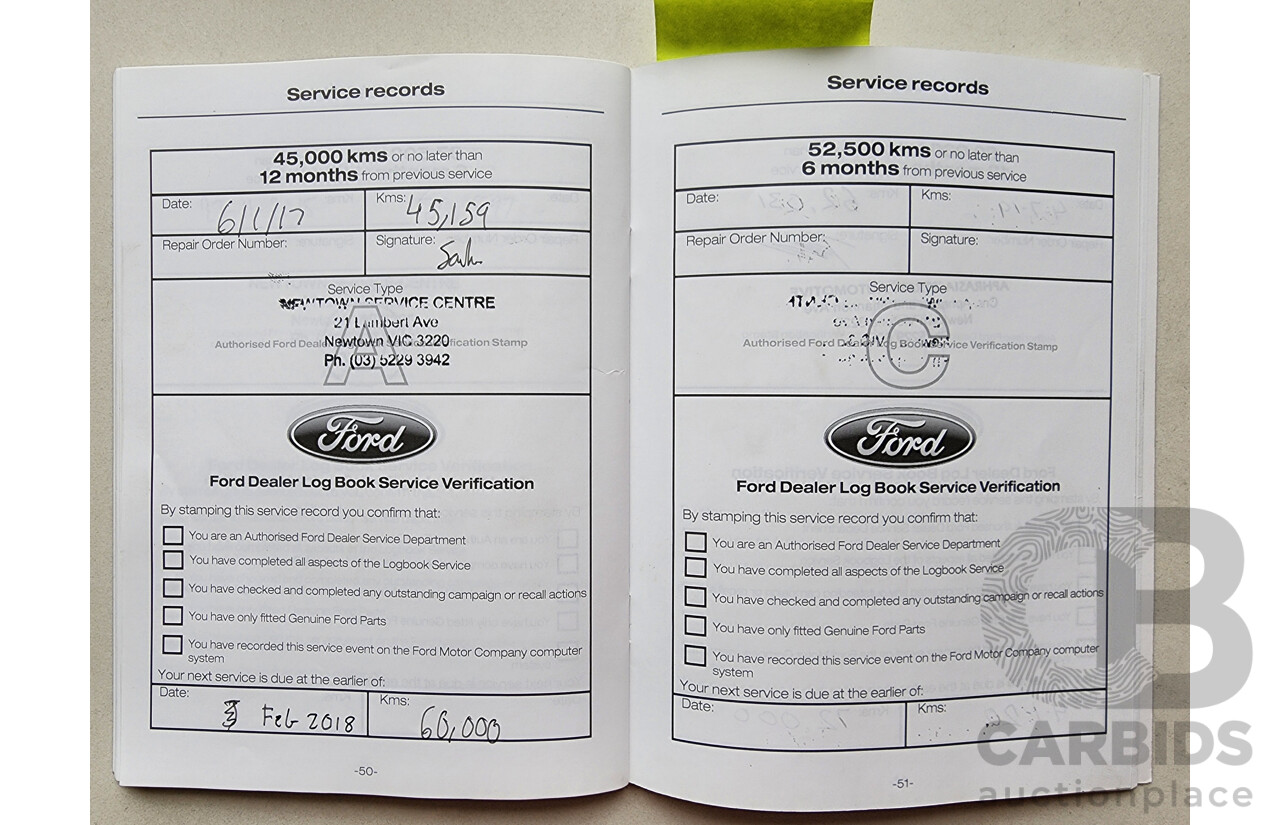 Service records
45,000 kms or no later than
12 months from previous service
Date: 6/1/17 Kms: 45,159
Repair Order Number: Signature:
Service Type
NEWTOWN SERVICE CENTRE
21 Lambert Ave
Authorised Ford Dealer Verification Stamp
Newtown VIC 3220
Ph. (03) 5229 3942
A
Ford
Ford Dealer Log Book Service Verification
By stamping this service record you confirm that:
You are an Authorised Ford Dealer Service Department
You have completed all aspects of the Logbook Service
You have checked and completed any outstanding campaign or recall actions
You have only fitted Genuine Ford Parts
You have recorded this service event on the Ford Motor Company computer
system
Your next service is due at the earlier of:
Date: Feb 2018 Kms: 60,000
-50-
Service records
52,500 kms or no later than
6 months from previous service
Date: Kms:
Repair Order Number: Signature:
Service Type
Authorised Ford Dealer Log Book Service Verification Stamp
C
Ford
Ford Dealer Log Book Service Verification
By stamping this service record you confirm that:
You are an Authorised Ford Dealer Service Department
You have completed all aspects of the Logbook Service
You have checked and completed any outstanding campaign or recall actions
You have only fitted Genuine Ford Parts
You have recorded this service event on the Ford Motor Company computer
system
Your next service is due at the earlier of:
Date: Kms:
-51-
CB
CARBIDS
auctionplace